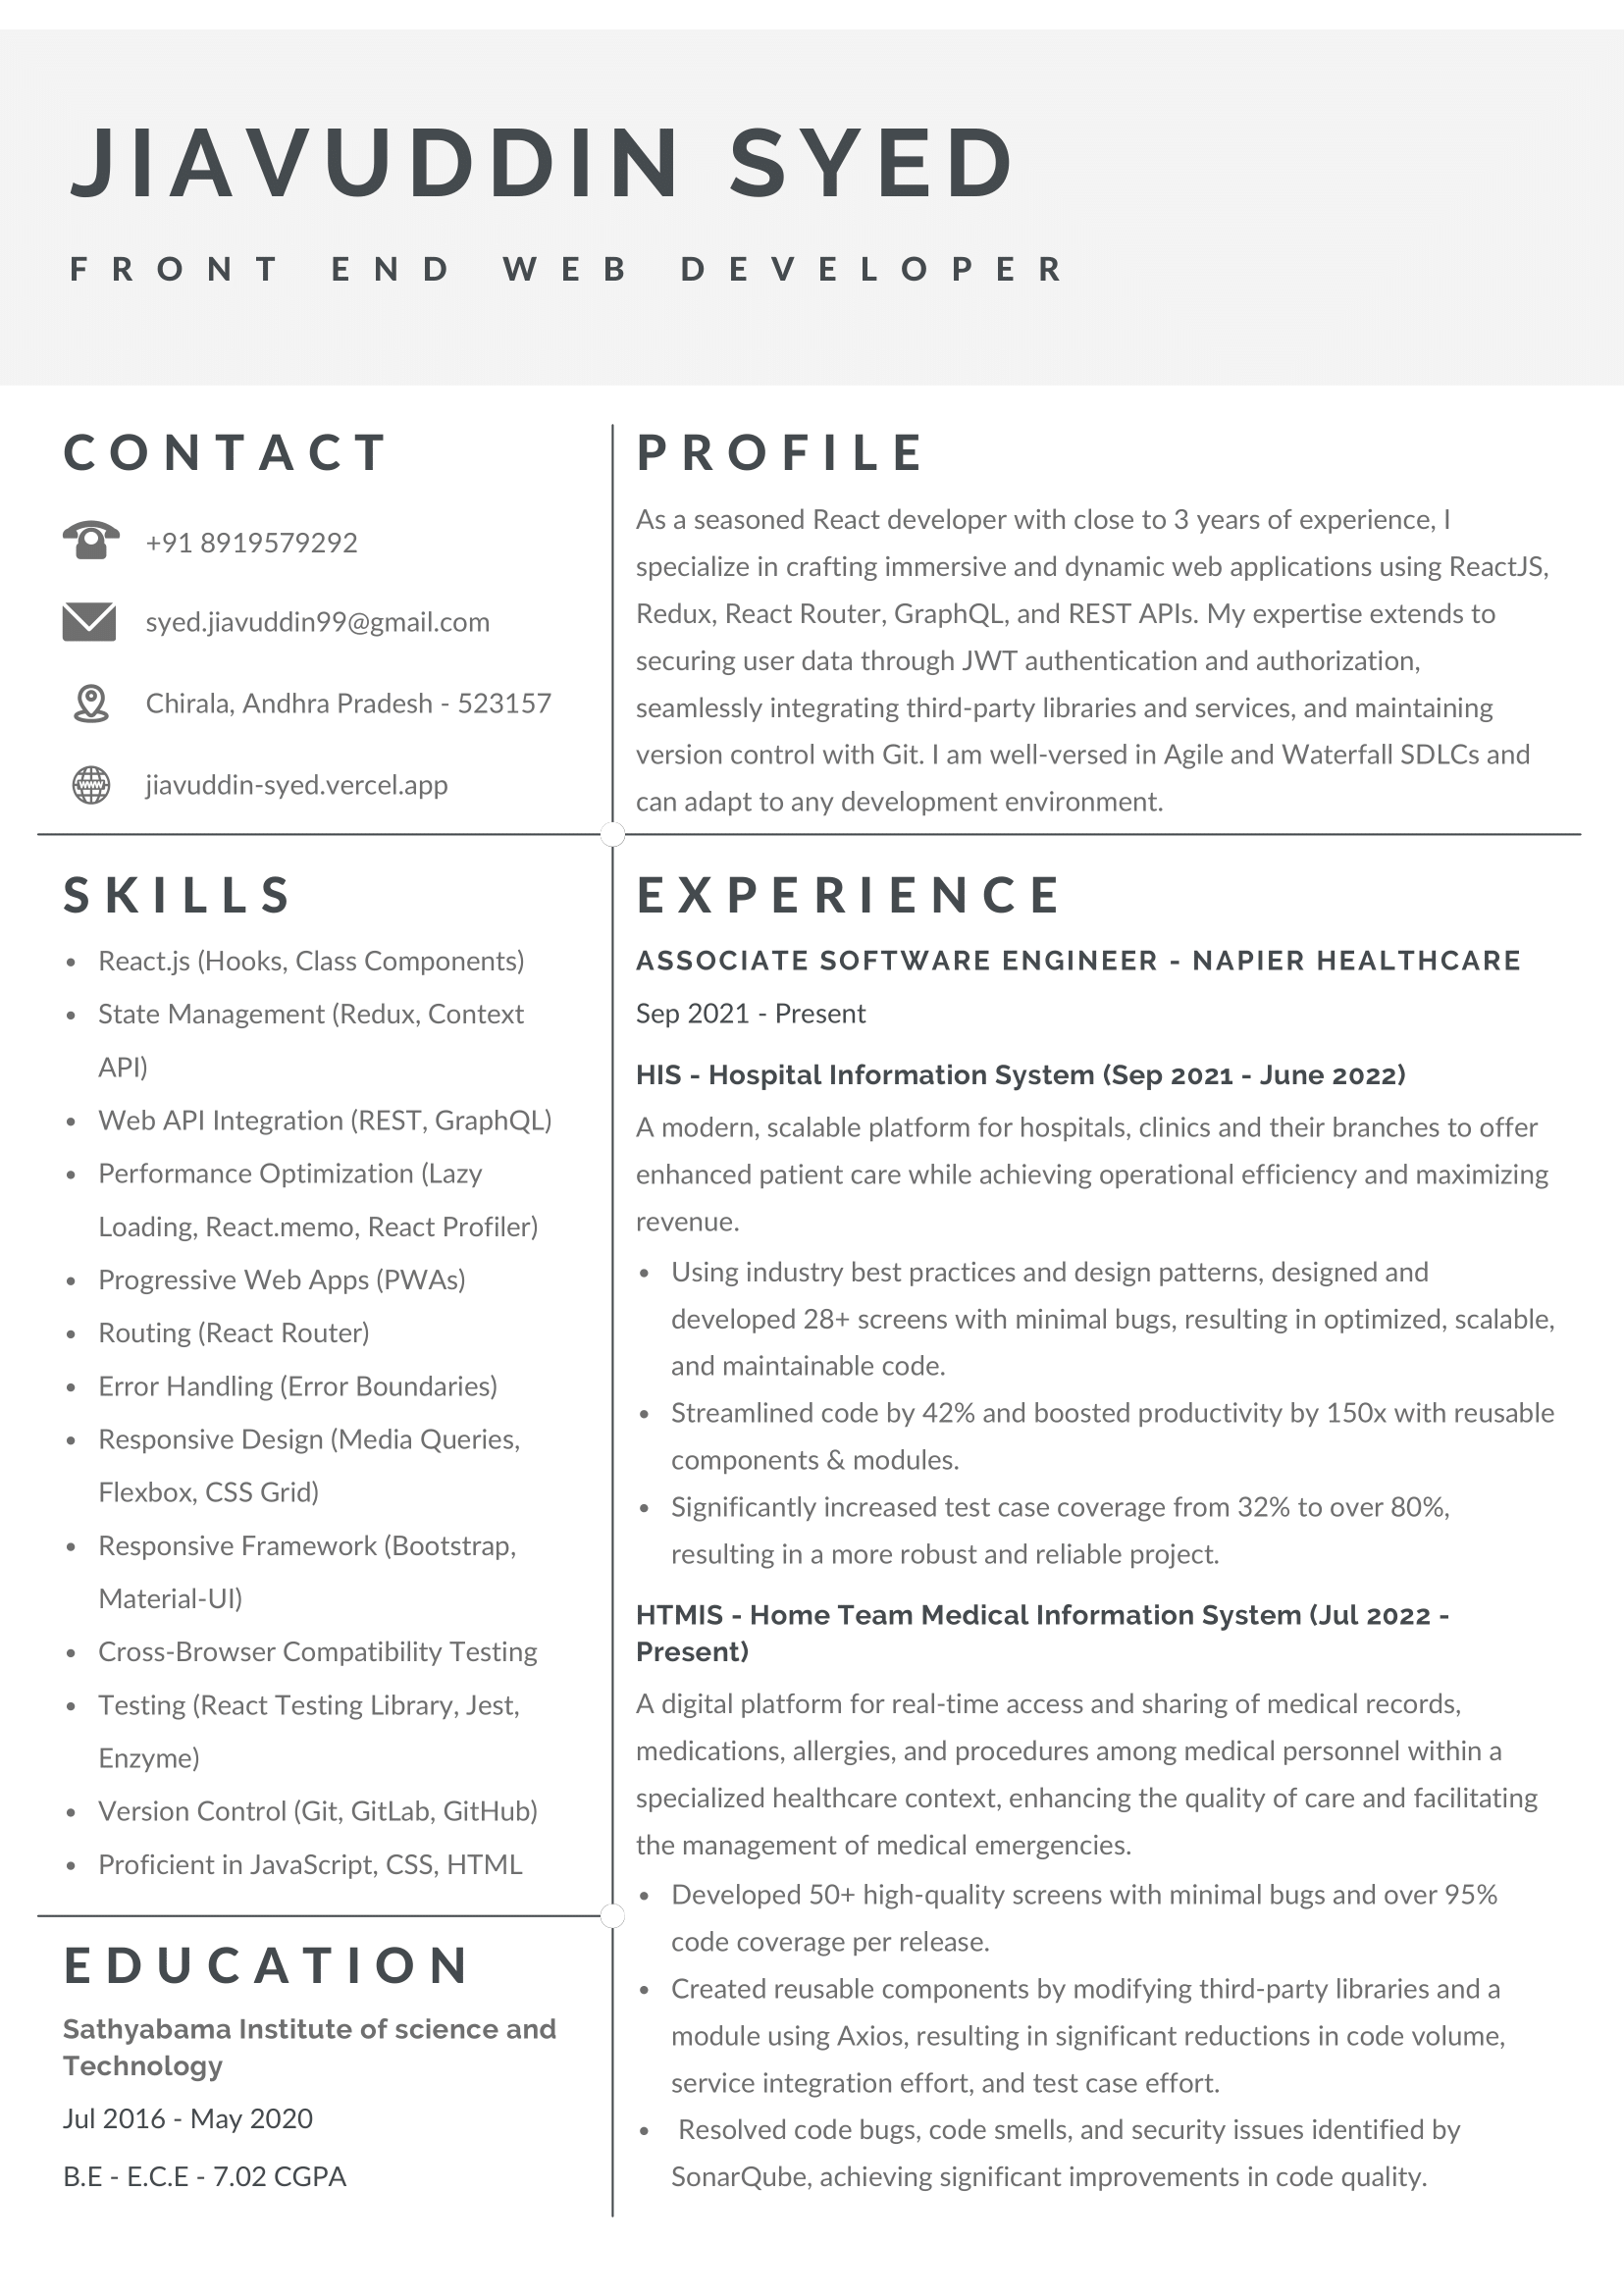 JIAVUDDIN SYED
FRONT END WEB DEVELOPER
CONTACT
+91 8919579292
syed.jiavuddin99@gmail.com
Chirala, Andhra Pradesh - 523157
jiavuddin-syed.vercel.app
PROFILE
As a seasoned React developer with close to 3 years of experience, I
specialize in crafting immersive and dynamic web applications using ReactJS,
Redux, React Router, GraphQL, and REST APIs. My expertise extends to
securing user data through JWT authentication and authorization,
seamlessly integrating third-party libraries and services, and maintaining
version control with Git. I am well-versed in Agile and Waterfall SDLCs and
can adapt to any development environment.
SKILLS
• React.js (Hooks, Class Components)
• State Management (Redux, Context
API)
• Web API Integration (REST, GraphQL)
• Performance Optimization (Lazy
Loading, React.memo, React Profiler)
• Progressive Web Apps (PWAs)
• Routing (React Router)
• Error Handling (Error Boundaries)
• Responsive Design (Media Queries,
Flexbox, CSS Grid)
• Responsive Framework (Bootstrap,
Material-UI)
• Cross-Browser Compatibility Testing
• Testing (React Testing Library, Jest,
Enzyme)
• Version Control (Git, GitLab, GitHub)
• Proficient in JavaScript, CSS, HTML
EDUCATION
Sathyabama Institute of science and
Technology
Jul 2016 - May 2020
B.E - E.C.E - 7.02 CGPA
EXPERIENCE
ASSOCIATE SOFTWARE ENGINEER - NAPIER HEALTHCARE
Sep 2021 - Present
HIS - Hospital Information System (Sep 2021 - June 2022)
A modern, scalable platform for hospitals, clinics and their branches to offer
enhanced patient care while achieving operational efficiency and maximizing
revenue.
• Using industry best practices and design patterns, designed and
developed 28+ screens with minimal bugs, resulting in optimized, scalable,
and maintainable code.
• Streamlined code by 42% and boosted productivity by 150x with reusable
components & modules.
• Significantly increased test case coverage from 32% to over 80%,
resulting in a more robust and reliable project.
HTMIS - Home Team Medical Information System (Jul 2022 -
Present)
A digital platform for real-time access and sharing of medical records,
medications, allergies, and procedures among medical personnel within a
specialized healthcare context, enhancing the quality of care and facilitating
the management of medical emergencies.
• Developed 50+ high-quality screens with minimal bugs and over 95%
code coverage per release.
• Created reusable components by modifying third-party libraries and a
module using Axios, resulting in significant reductions in code volume,
service integration effort, and test case effort.
• Resolved code bugs, code smells, and security issues identified by
SonarQube, achieving significant improvements in code quality.